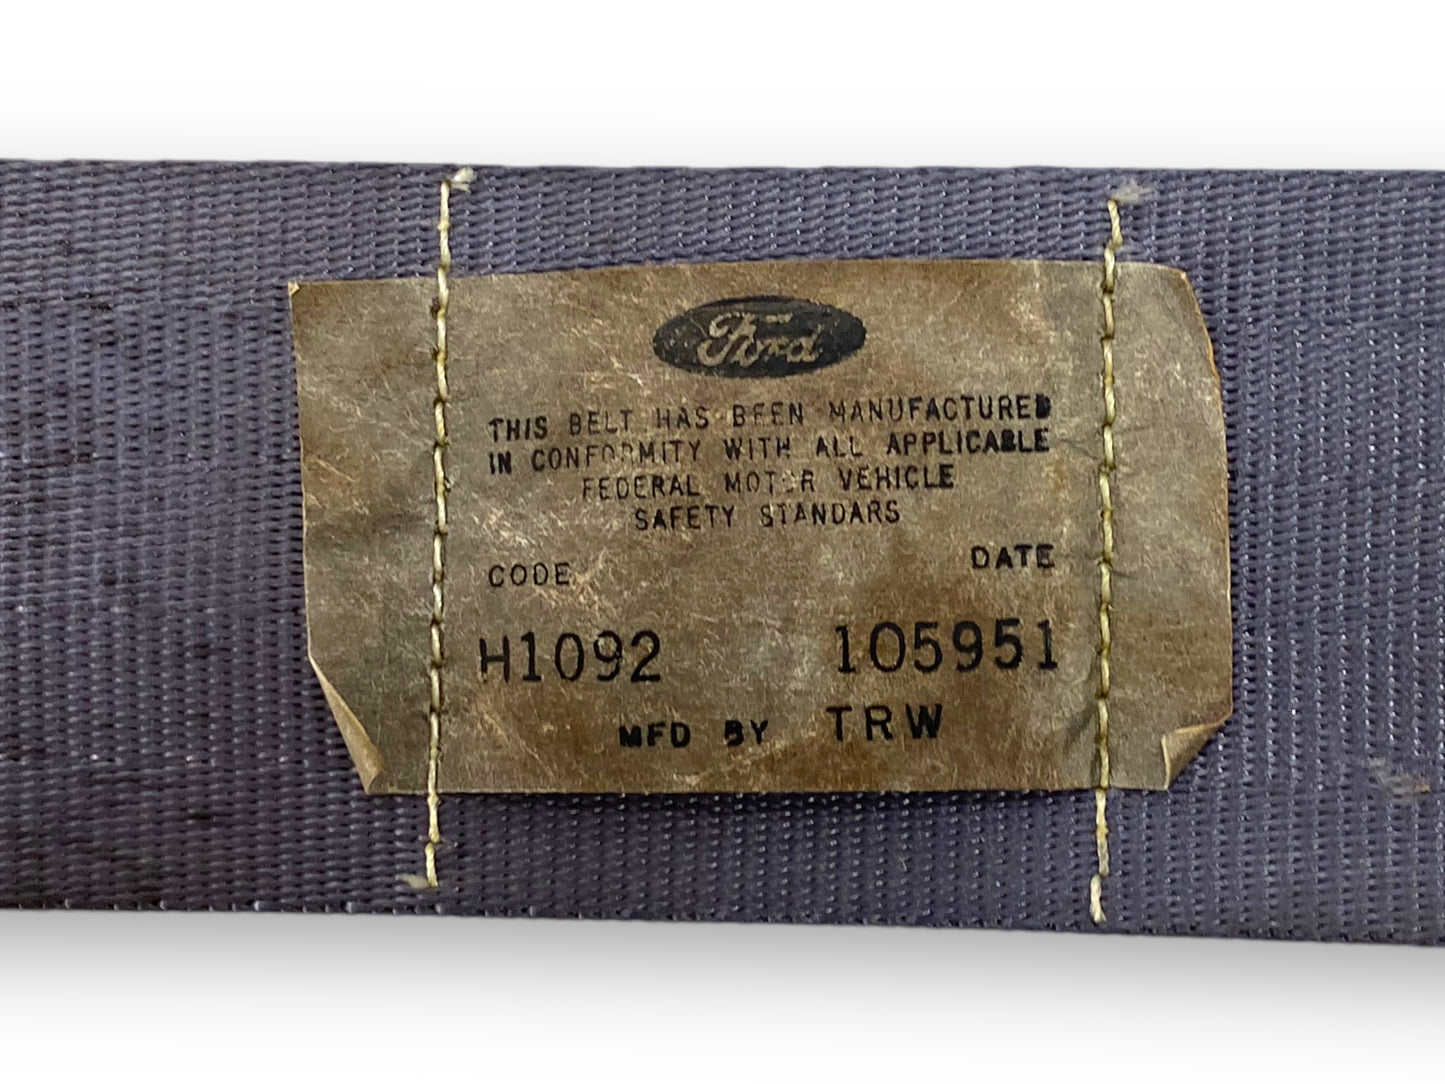 Ford
THIS BELT HAS BEEN MANUFACTURED
IN CONFORMITY WITH ALL APPLICABLE
FEDERAL MOTOR VEHICLE
SAFETY STANDARS
CODE DATE
H1092 105951
MFD BY TRW